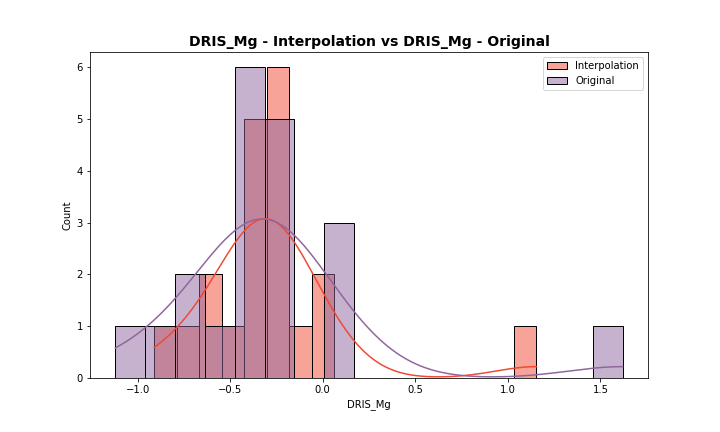 DRIS_Mg - Interpolation vs DRIS_Mg - Original
Interpolation
Original
6
5
4
3
2
1
0
Count
−1.0 −0.5 0.0 0.5 1.0 1.5
DRIS_Mg